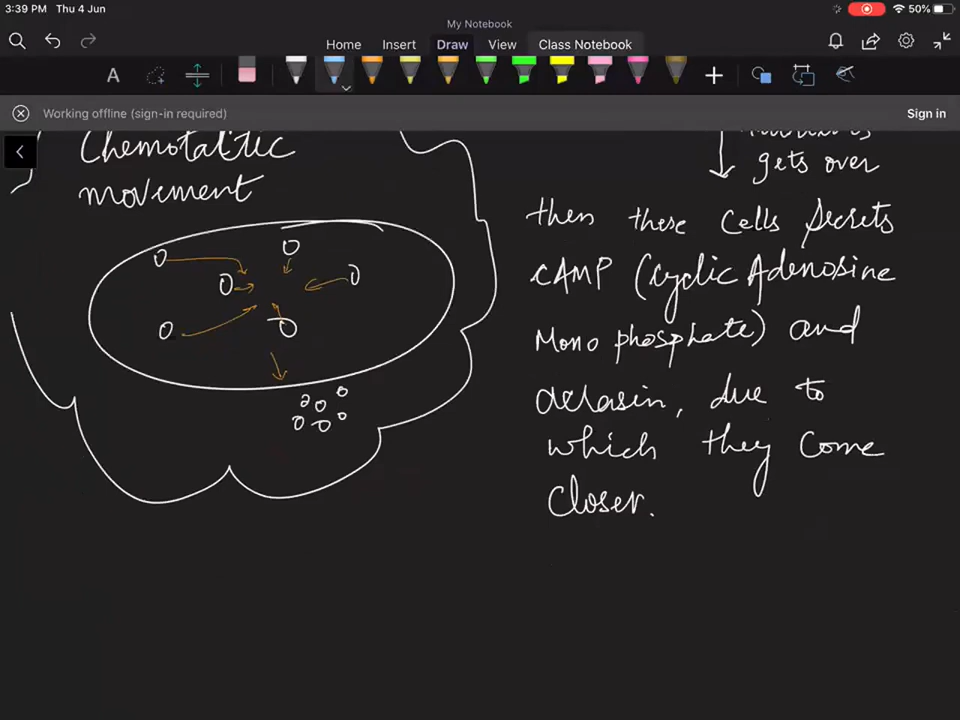 3:39 PM Thu 4 Jun
50%
My Notebook
Home Insert Draw View Class Notebook
A
Working offline (sign-in required)
Sign in
Chemotaltic
movement
gets over
then these Cells Secrets
CAMP (cyclic Adenosine
Mono phosphate) and
acrasin, due to
which they Come
Closer.